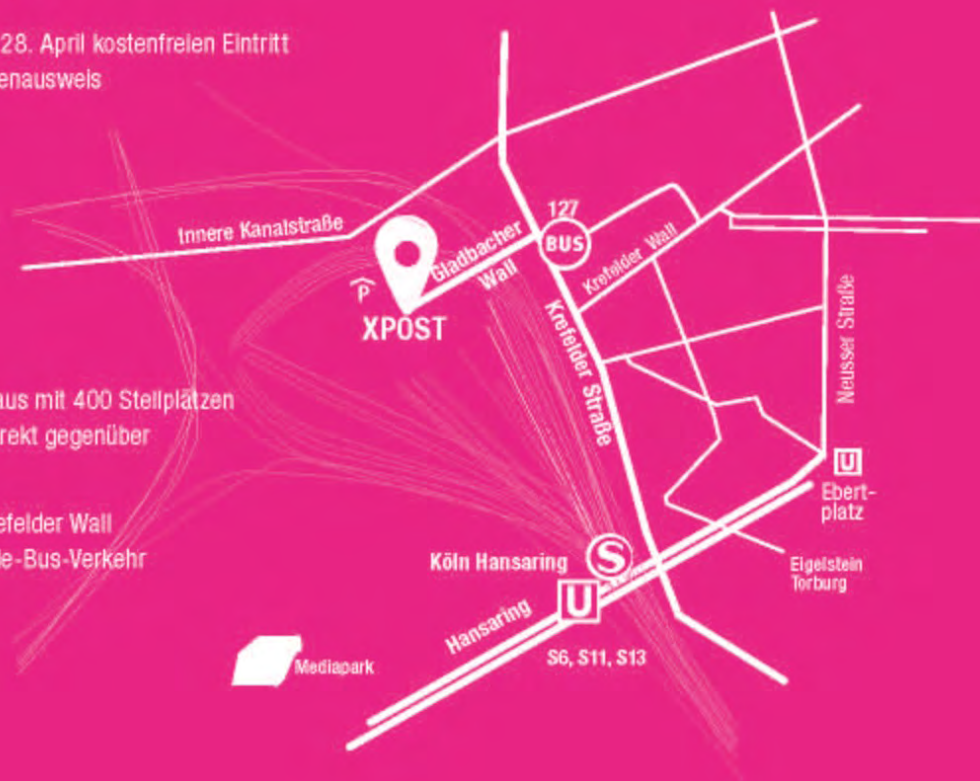 28. April kostenfreien Eintritt
enausweis
127
BUS
Innere Kanalstraße
Gladbacher
Wall
Krefelder Wall
P
XPOST
Krefelder Straße
Neusser Straße
aus mit 400 Stellplätzen
rekt gegenüber
U
Ebert-
platz
efelder Wall
le-Bus-Verkehr
Köln Hansaring
S
Eigelstein
Torburg
U
Hansaring
S6, S11, S13
Mediapark